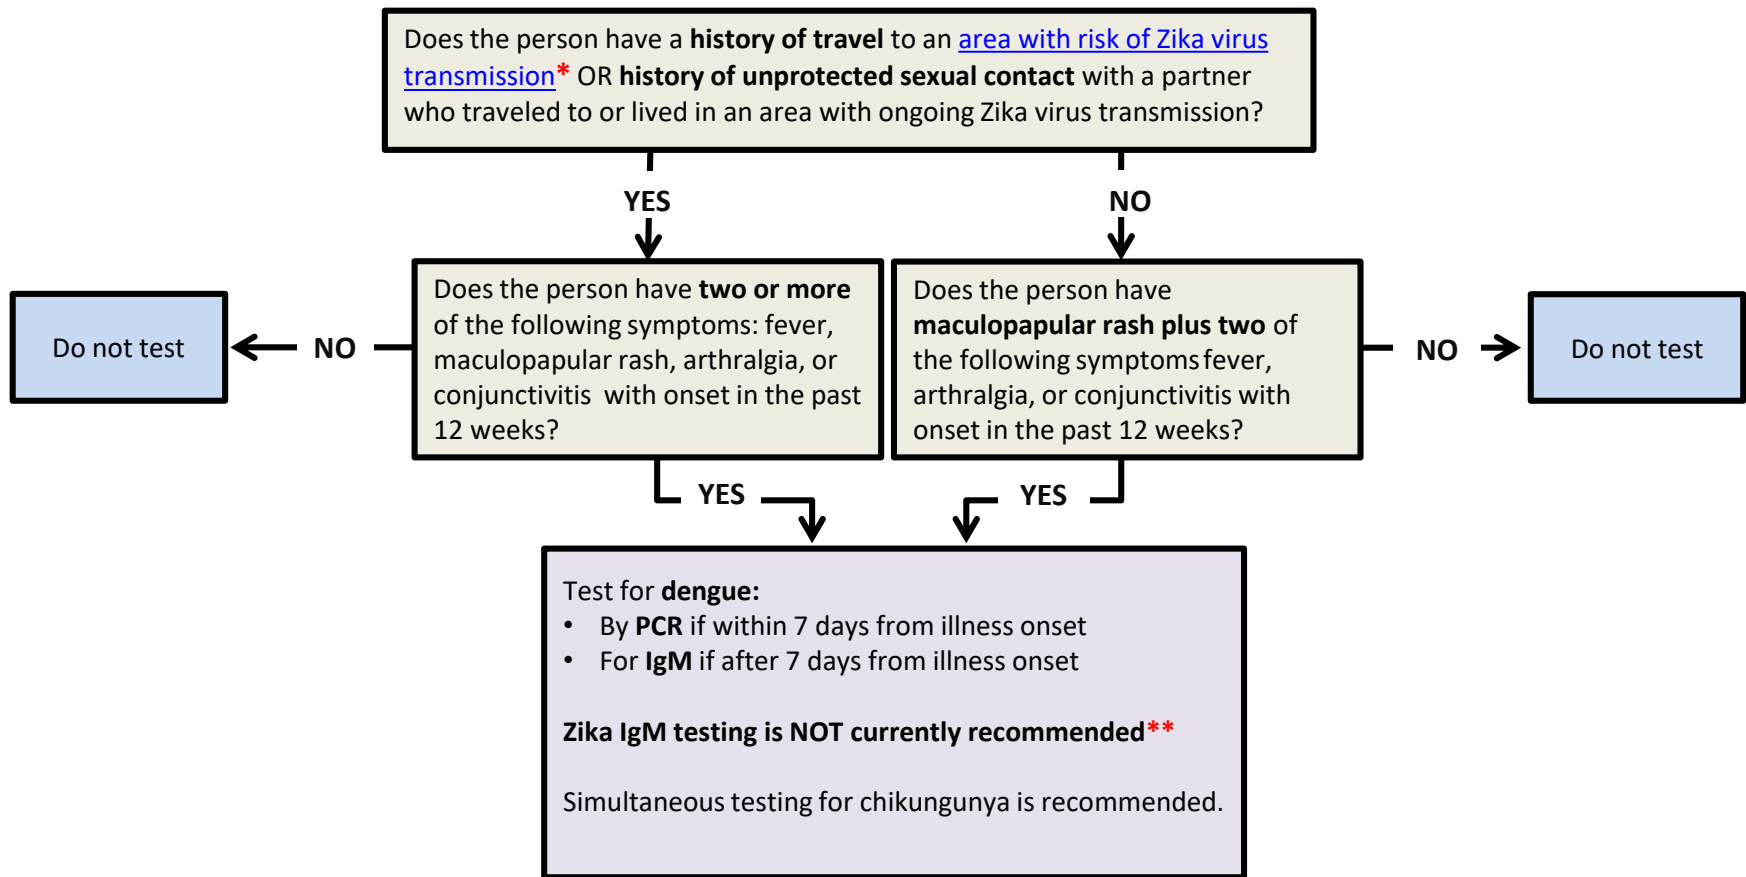 Does the person have a history of travel to an area with risk of Zika virus
transmission* OR history of unprotected sexual contact with a partner
who traveled to or lived in an area with ongoing Zika virus transmission?
YES
NO
Do not test
NO
Does the person have two or more
of the following symptoms: fever,
maculopapular rash, arthralgia, or
conjunctivitis with onset in the past
12 weeks?
Does the person have
maculopapular rash plus two of
the following symptoms fever,
arthralgia, or conjunctivitis with
onset in the past 12 weeks?
NO
Do not test
YES
YES
Test for dengue:
• By PCR if within 7 days from illness onset
• For IgM if after 7 days from illness onset
Zika IgM testing is NOT currently recommended**
Simultaneous testing for chikungunya is recommended.